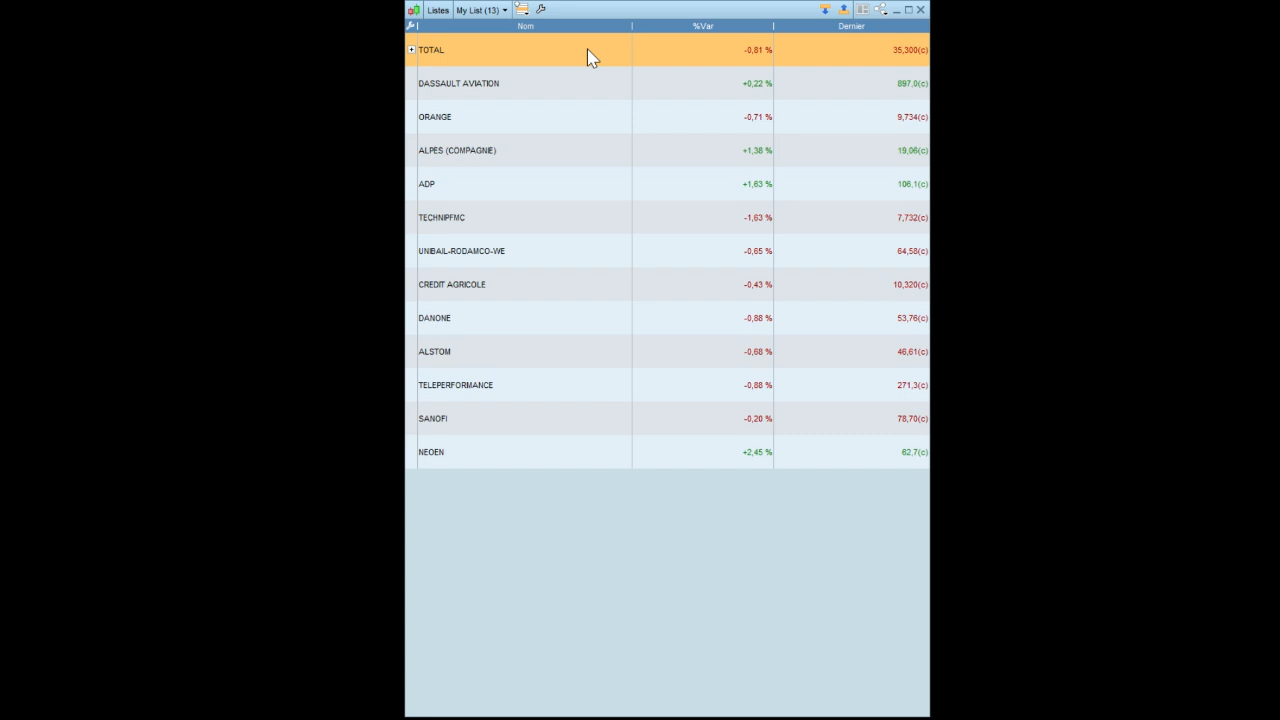 Listes My List (13)
Nom %Var Dernier
TOTAL -0,81 % 35,300(c)
DASSAULT AVIATION +0,22 % 897,0(c)
ORANGE -0,71 % 9,734(c)
ALPES (COMPAGNIE) +1,38 % 19,06(c)
ADP +1,63 % 106,1(c)
TECHNIPFMC -1,63 % 7,732(c)
UNIBAIL-RODAMCO-WE -0,65 % 64,58(c)
CREDIT AGRICOLE -0,43 % 10,320(c)
DANONE -0,88 % 53,76(c)
ALSTOM -0,68 % 46,61(c)
TELEPERFORMANCE -0,88 % 271,3(c)
SANOFI -0,20 % 78,70(c)
NEOEN +2,45 % 62,7(c)